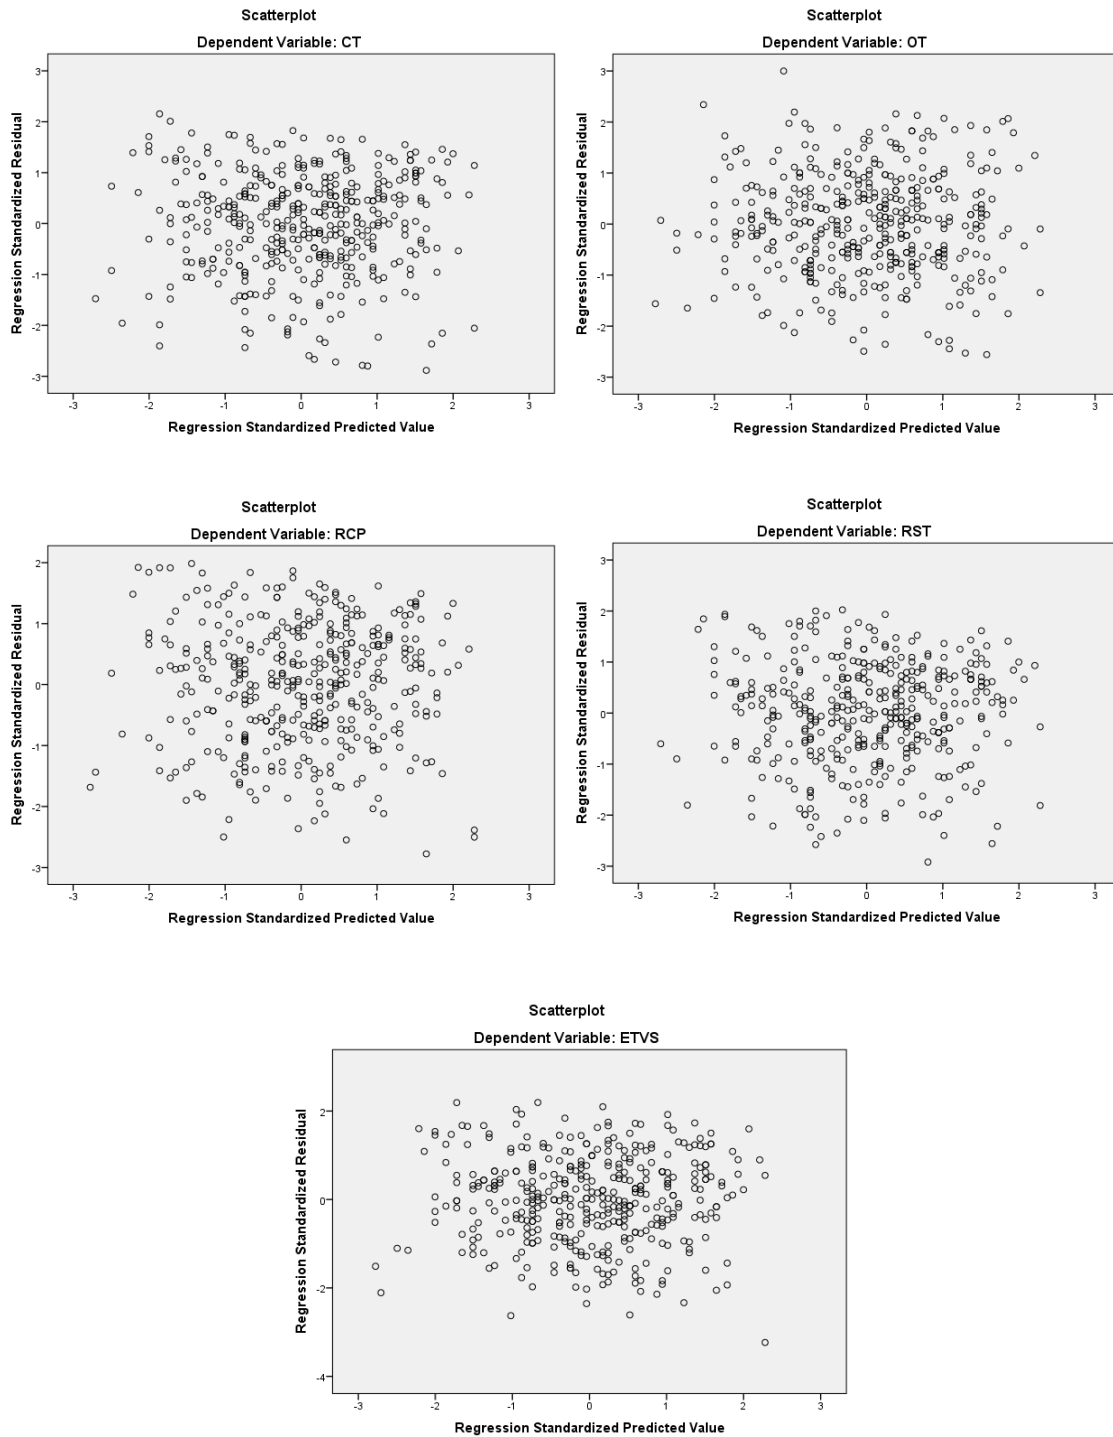 Scatterplot
Dependent Variable: CT
Regression Standardized Residual
3
2
1
0
-1
-2
-3
-3 -2 -1 0 1 2 3
Regression Standardized Predicted Value
Scatterplot
Dependent Variable: OT
Regression Standardized Residual
3
2
1
0
-1
-2
-3
-3 -2 -1 0 1 2 3
Regression Standardized Predicted Value
Scatterplot
Dependent Variable: RCP
Regression Standardized Residual
2
1
0
-1
-2
-3
-3 -2 -1 0 1 2 3
Regression Standardized Predicted Value
Scatterplot
Dependent Variable: RST
Regression Standardized Residual
3
2
1
0
-1
-2
-3
-3 -2 -1 0 1 2 3
Regression Standardized Predicted Value
Scatterplot
Dependent Variable: ETVS
Regression Standardized Residual
2
0
-2
-4
-3 -2 -1 0 1 2 3
Regression Standardized Predicted Value